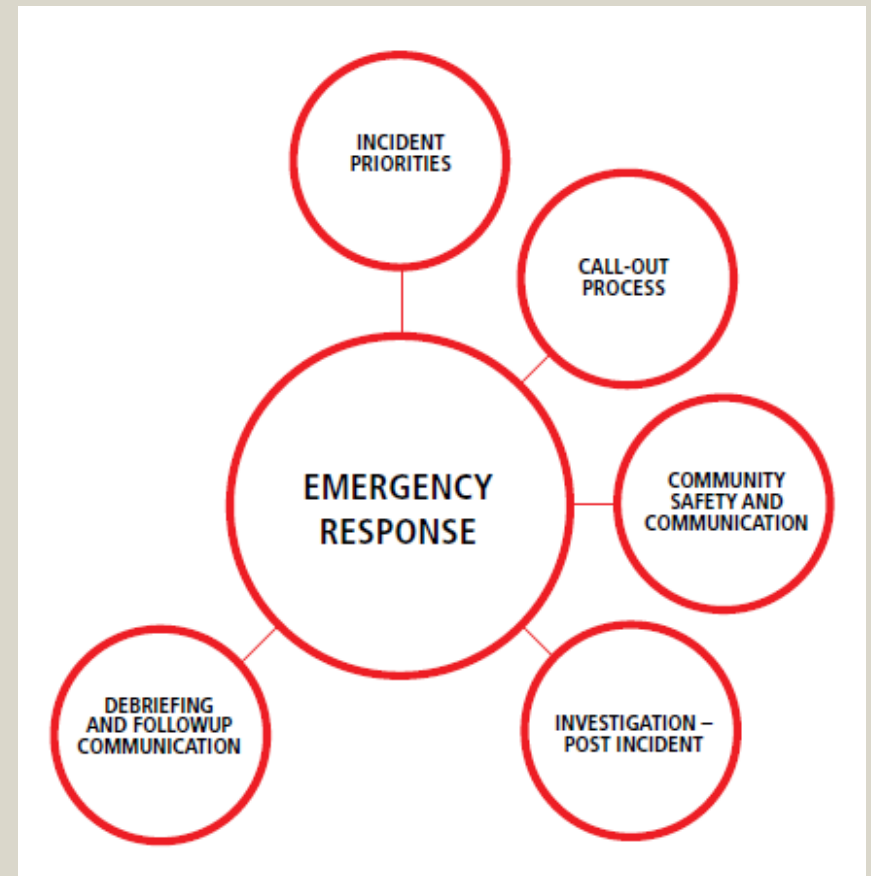 INCIDENT
PRIORITIES
CALL-OUT
PROCESS
COMMUNITY
SAFETY AND
COMMUNICATION
EMERGENCY
RESPONSE
INVESTIGATION –
POST INCIDENT
DEBRIEFING
AND FOLLOWUP
COMMUNICATION